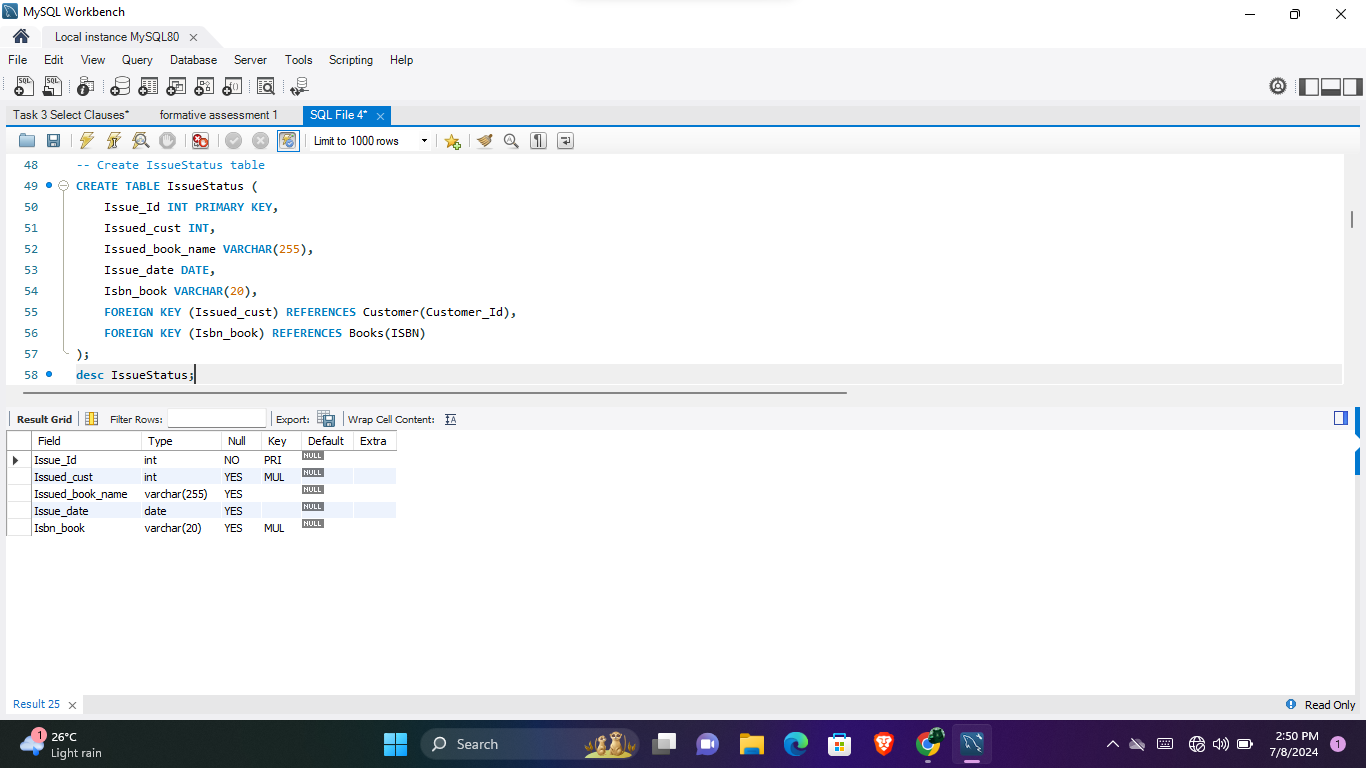 MySQL Workbench
Local instance MySQL80
File Edit View Query Database Server Tools Scripting Help
Task 3 Select Clauses* formative assessment 1 SQL File 4*
Limit to 1000 rows
48 -- Create IssueStatus table
49 CREATE TABLE IssueStatus (
50 Issue_Id INT PRIMARY KEY,
51 Issued_cust INT,
52 Issued_book_name VARCHAR(255),
53 Issue_date DATE,
54 Isbn_book VARCHAR(20),
55 FOREIGN KEY (Issued_cust) REFERENCES Customer(Customer_Id),
56 FOREIGN KEY (Isbn_book) REFERENCES Books(ISBN)
57 );
58 desc IssueStatus;
Result Grid Filter Rows: Export: Wrap Cell Content:
Field Type Null Key Default Extra
Issue_Id int NO PRI NULL
Issued_cust int YES MUL NULL
Issued_book_name varchar(255) YES NULL
Issue_date date YES NULL
Isbn_book varchar(20) YES MUL NULL
Result 25 Read Only
1 26°C
Light rain
Search
2:50 PM
7/8/2024
1